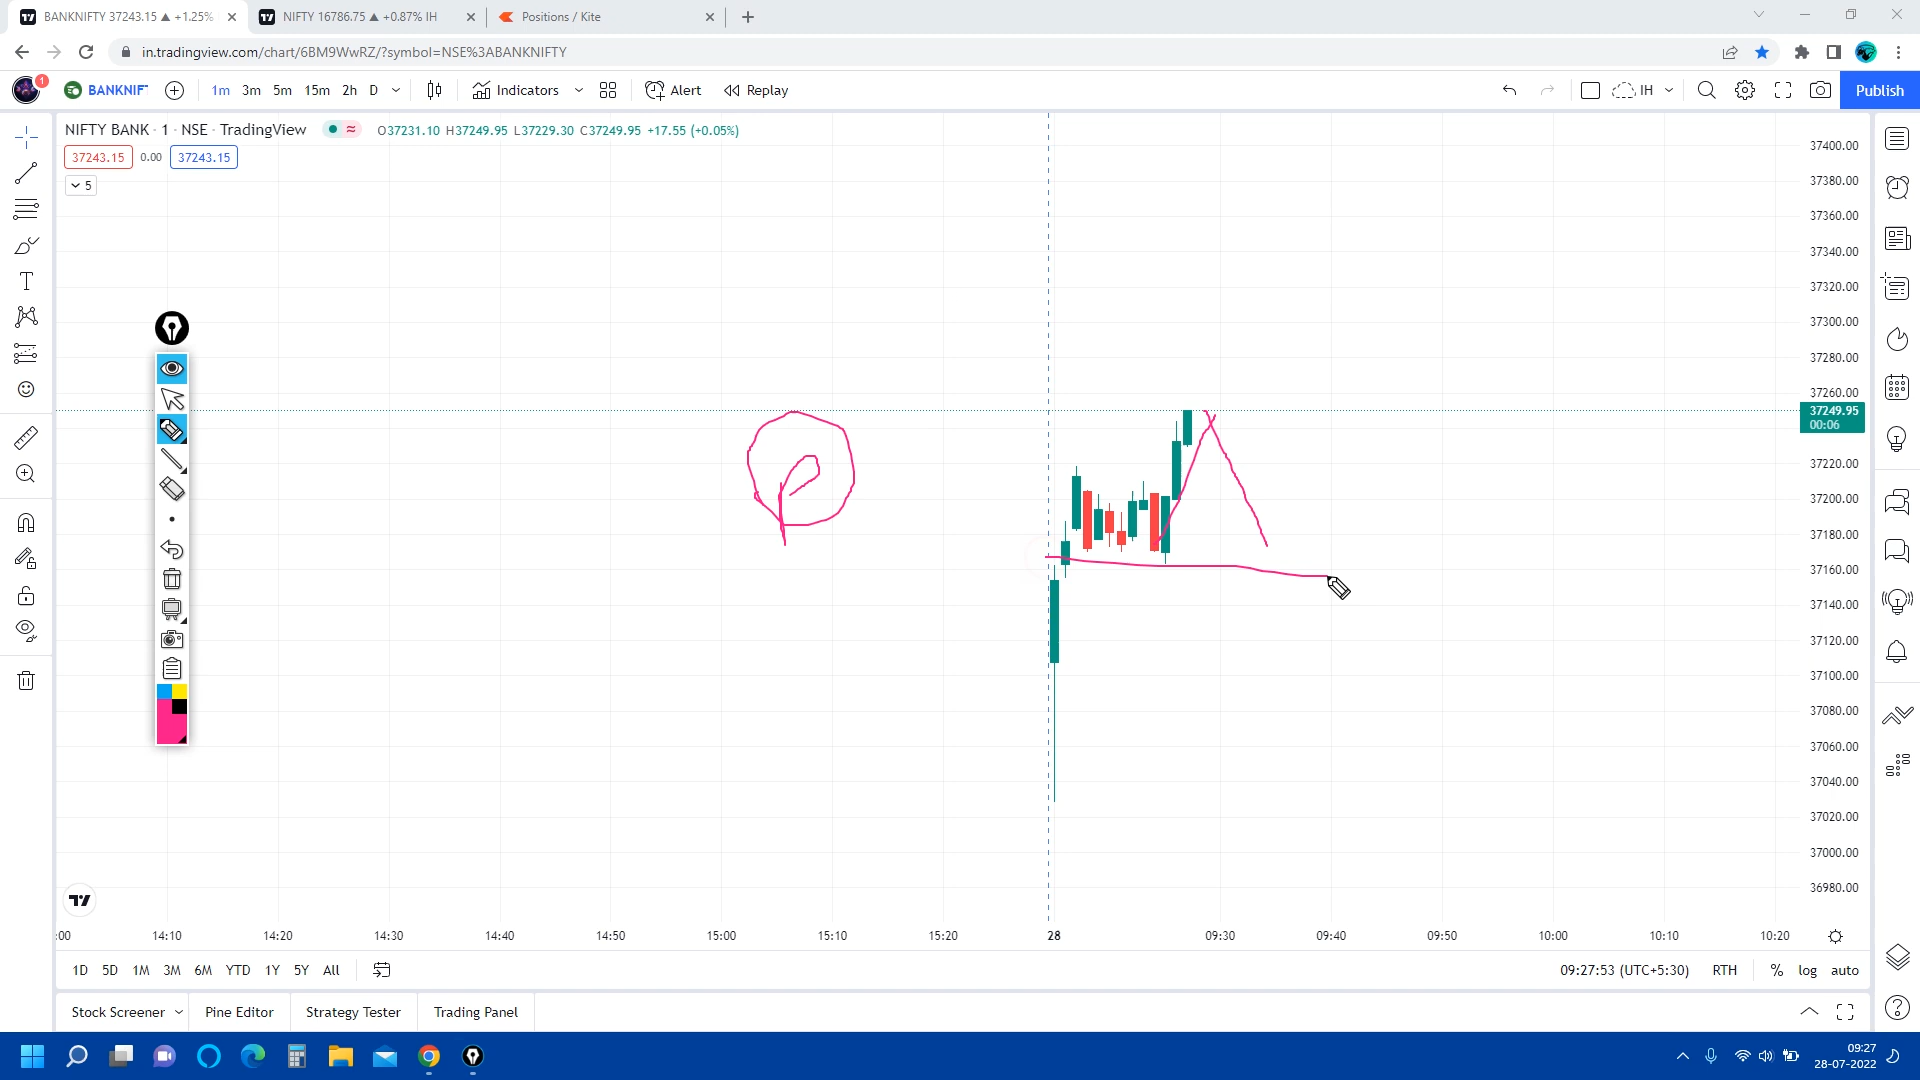 BANKNIFTY 37243.15 ▲ +1.25%
NIFTY 16786.75 ▲ +0.87% IH
Positions / Kite
in.tradingview.com/chart/6BM9WwRZ/?symbol=NSE%3ABANKNIFTY
1
BANKNIF
1m 3m 5m 15m 2h D
Indicators
Alert
Replay
IH
Publish
NIFTY BANK · 1 · NSE · TradingView
O37231.10 H37249.95 L37229.30 C37249.95 +17.55 (+0.05%)
37243.15 0.00 37243.15
5
P
37400.00
37380.00
37360.00
37340.00
37320.00
37300.00
37280.00
37260.00
37249.95
00:06
37220.00
37200.00
37180.00
37160.00
37140.00
37120.00
37100.00
37080.00
37060.00
37040.00
37020.00
37000.00
36980.00
:00 14:10 14:20 14:30 14:40 14:50 15:00 15:10 15:20 28 09:30 09:40 09:50 10:00 10:10 10:20
1D 5D 1M 3M 6M YTD 1Y 5Y All
09:27:53 (UTC+5:30) RTH % log auto
Stock Screener Pine Editor Strategy Tester Trading Panel
09:27
28-07-2022